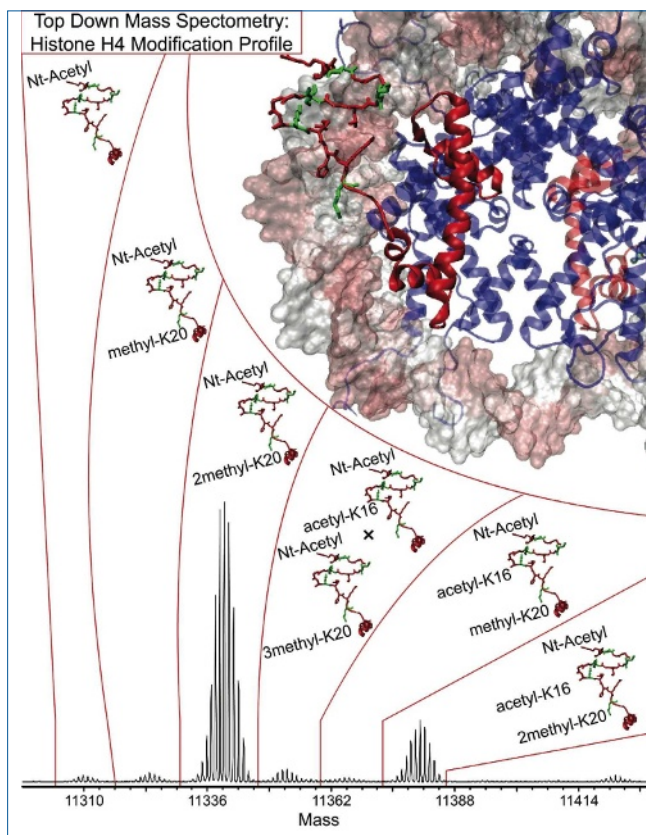 Top Down Mass Spectometry:
Histone H4 Modification Profile
Nt-Acetyl
Nt-Acetyl
methyl-K20
Nt-Acetyl
2methyl-K20
Nt-Acetyl
acetyl-K16
×
Nt-Acetyl
3methyl-K20
Nt-Acetyl
acetyl-K16
methyl-K20
Nt-Acetyl
acetyl-K16
2methyl-K20
11310 11336 11362 11388 11414
Mass